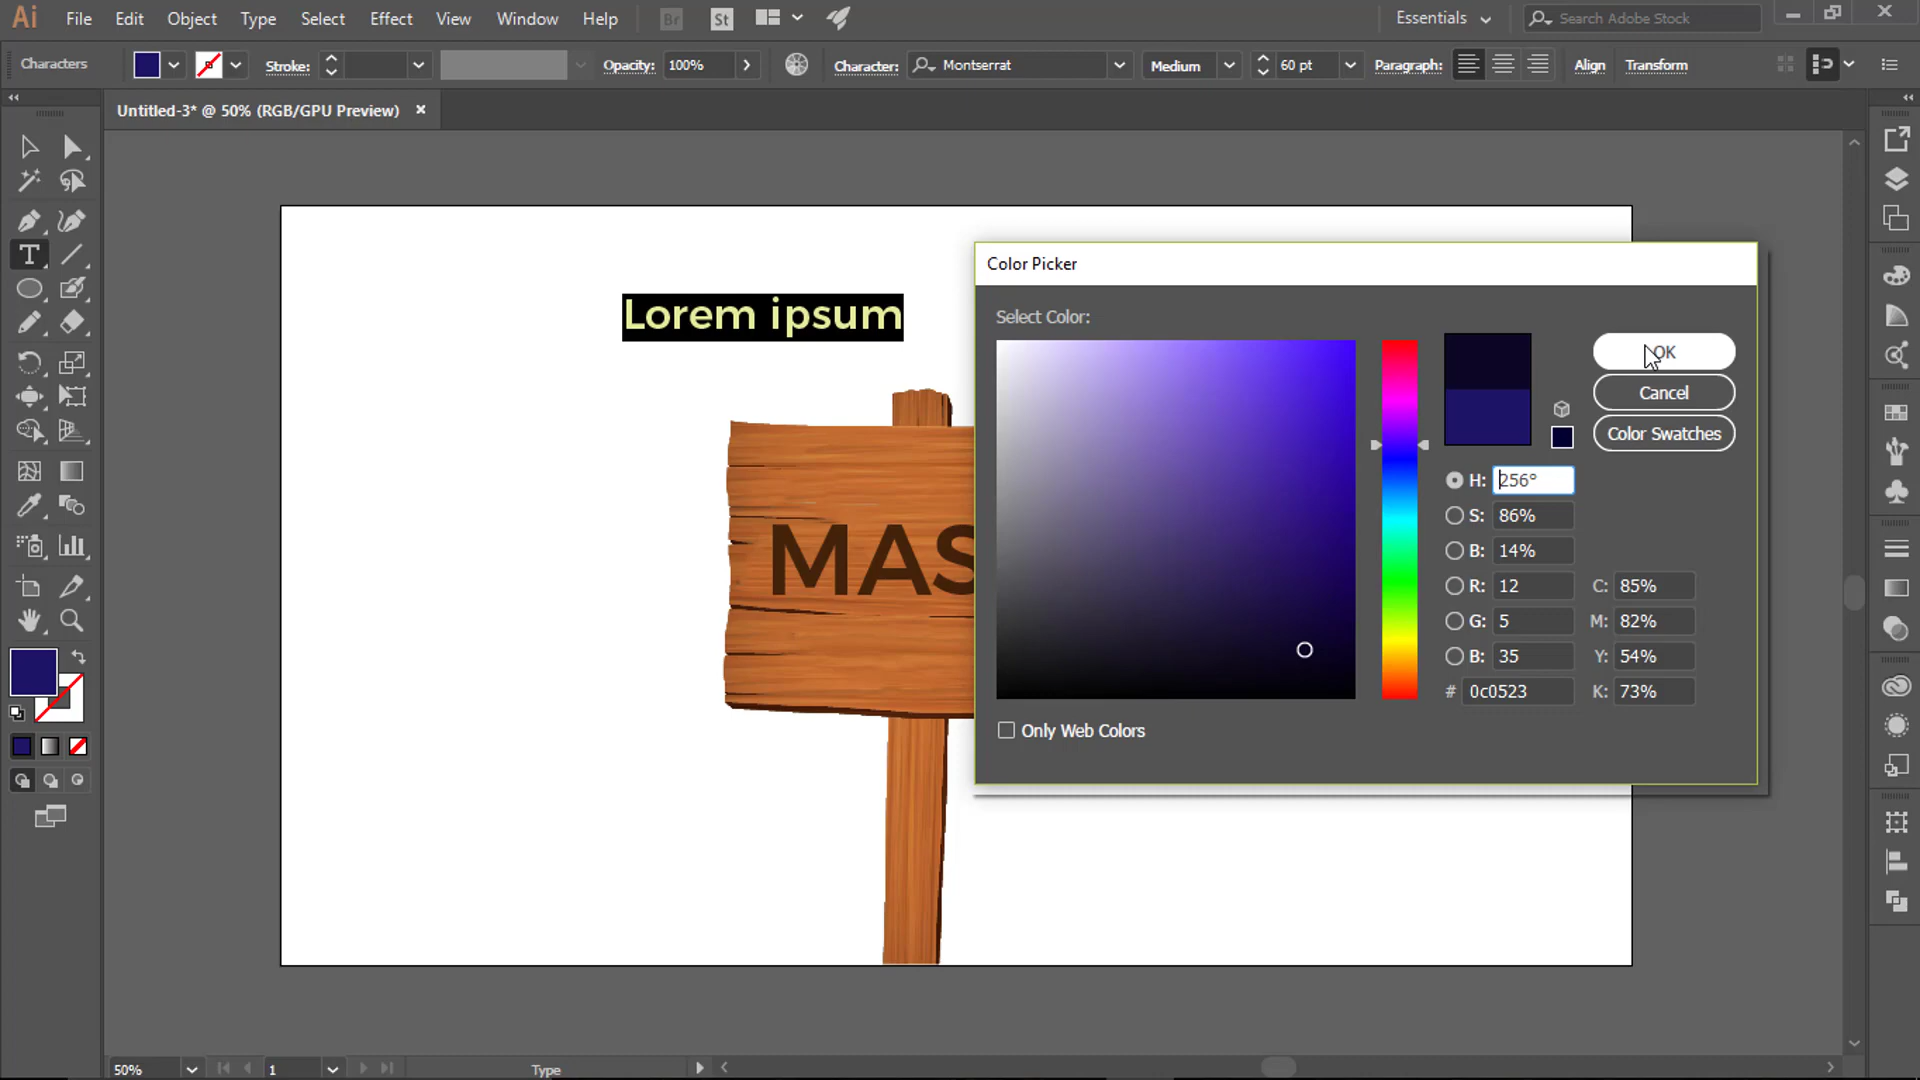 Ai File Edit Object Type Select Effect View Window Help Br St Essentials Search Adobe Stock
Characters Stroke: Opacity: 100% Character: Montserrat Medium 60 pt Paragraph: Align Transform
Untitled-3* @ 50% (RGB/GPU Preview)
Lorem ipsum
MAS
Color Picker
Select Color:
OK
Cancel
Color Swatches
H: 256°
S: 86%
B: 14%
R: 12 C: 85%
G: 5 M: 82%
B: 35 Y: 54%
# 0c0523 K: 73%
Only Web Colors
T
50% 1 Type